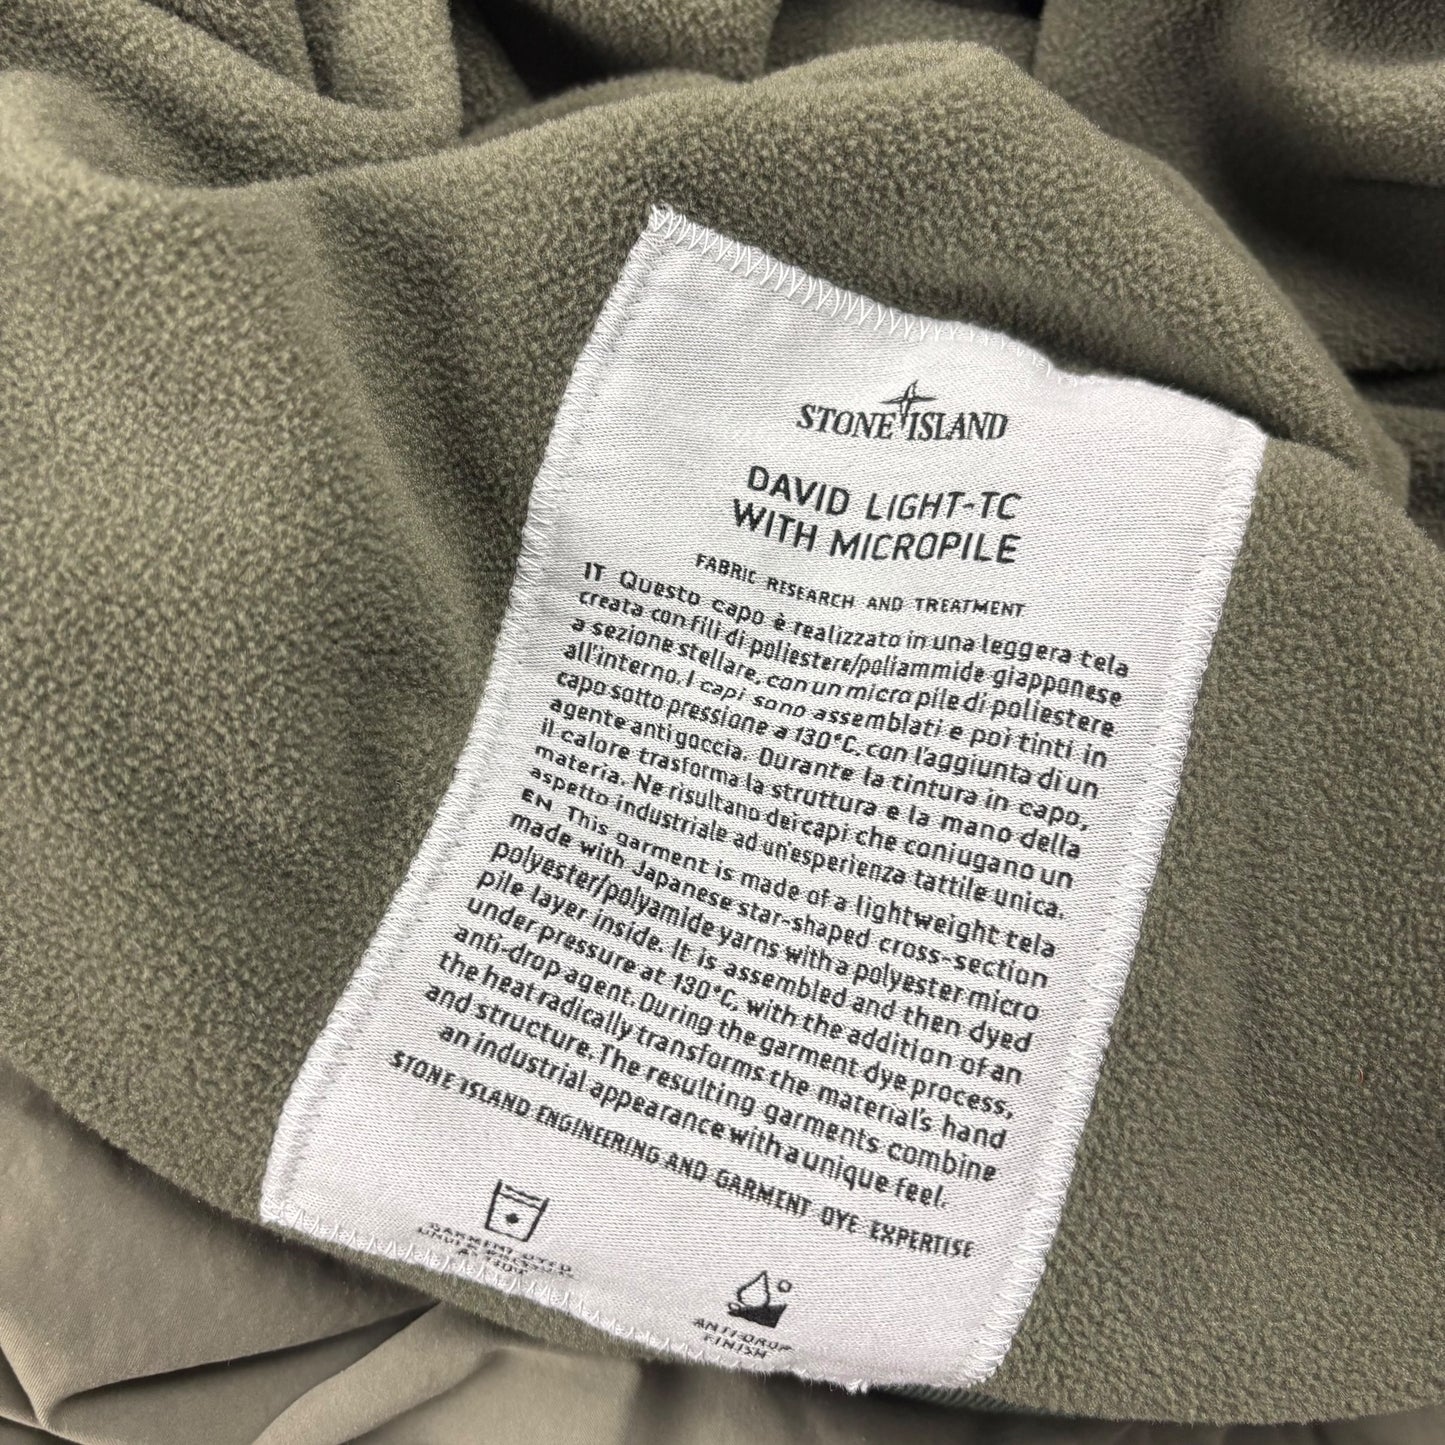 STONE ISLAND
DAVID LIGHT-TC
WITH MICROPILE
FABRIC RESEARCH AND TREATMENT
IT Questo capo è realizzato in una leggera tela
creata con fili di poliestere/poliammide giapponese
a sezione stellare, con un micro pile di poliestere
all'interno. I capi sono assemblati e poi tinti in
capo sotto pressione a 130°C, con l'aggiunta di un
agente antigoccia. Durante la tintura in capo,
il calore trasforma la struttura e la mano della
materia. Ne risultano dei capi che coniugano un
aspetto industriale ad un'esperienza tattile unica.
EN This garment is made of a lightweight tela
made with Japanese star-shaped cross-section
polyester/polyamide yarns with a polyester micro
pile layer inside. It is assembled and then dyed
under pressure at 130°C, with the addition of an
anti-drop agent. During the garment dye process,
the heat radically transforms the material's hand
and structure. The resulting garments combine
an industrial appearance with a unique feel.
STONE ISLAND ENGINEERING AND GARMENT DYE EXPERTISE
GARMENT DYED
ANTI-DROP
FINISH